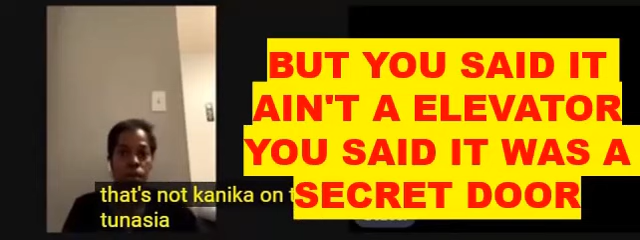 BUT YOU SAID IT
AIN'T A ELEVATOR
YOU SAID IT WAS A
SECRET DOOR
that's not kanika on
tunasia